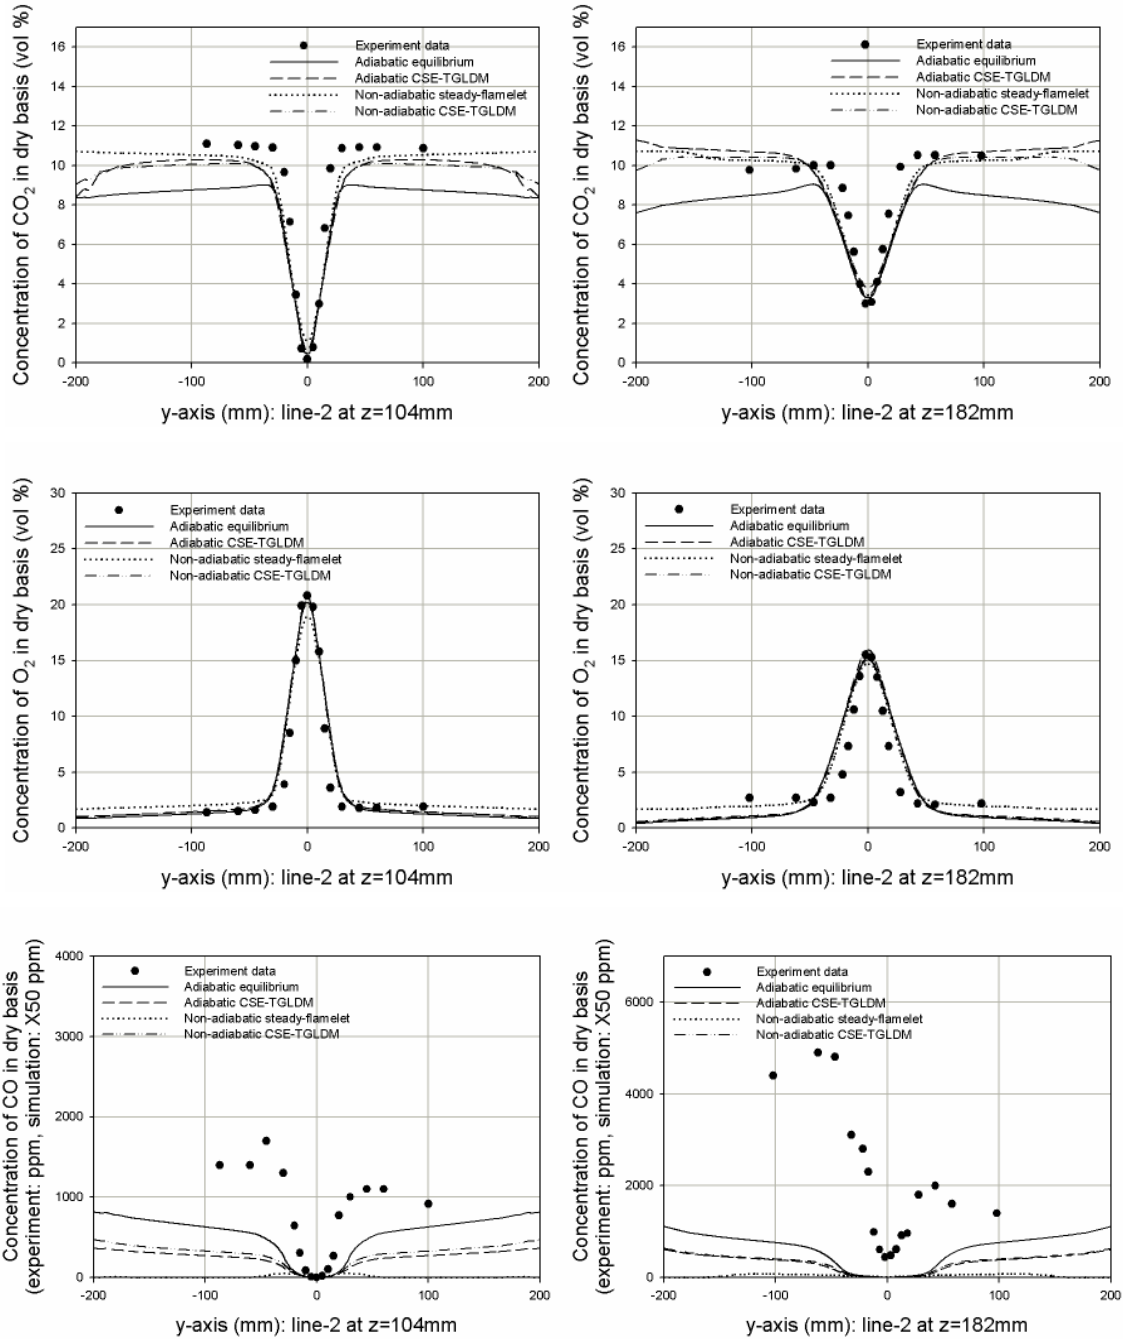 Concentration of CO2 in dry basis (vol %)
16
14
12
10
8
6
4
2
0
Experiment data
Adiabatic equilibrium
Adiabatic CSE-TGLDM
Non-adiabatic steady-flamelet
Non-adiabatic CSE-TGLDM
-200
-100
0
100
200
y-axis (mm): line-2 at z=104mm
Concentration of CO2 in dry basis (vol %)
16
14
12
10
8
6
4
2
0
Experiment data
Adiabatic equilibrium
Adiabatic CSE-TGLDM
Non-adiabatic steady-flamelet
Non-adiabatic CSE-TGLDM
-200
-100
0
100
200
y-axis (mm): line-2 at z=182mm
Concentration of O2 in dry basis (vol %)
30
25
20
15
10
5
0
Experiment data
Adiabatic equilibrium
Adiabatic CSE-TGLDM
Non-adiabatic steady-flamelet
Non-adiabatic CSE-TGLDM
-200
-100
0
100
200
y-axis (mm): line-2 at z=104mm
Concentration of O2 in dry basis (vol %)
30
25
20
15
10
5
0
Experiment data
Adiabatic equilibrium
Adiabatic CSE-TGLDM
Non-adiabatic steady-flamelet
Non-adiabatic CSE-TGLDM
-200
-100
0
100
200
y-axis (mm): line-2 at z=182mm
Concentration of CO in dry basis
(experiment: ppm, simulation: X50 ppm)
4000
3000
2000
1000
0
Experiment data
Adiabatic equilibrium
Adiabatic CSE-TGLDM
Non-adiabatic steady-flamelet
Non-adiabatic CSE-TGLDM
-200
-100
0
100
200
y-axis (mm): line-2 at z=104mm
Concentration of CO in dry basis
(experiment: ppm, simulation: X50 ppm)
6000
4000
2000
0
Experiment data
Adiabatic equilibrium
Adiabatic CSE-TGLDM
Non-adiabatic steady-flamelet
Non-adiabatic CSE-TGLDM
-200
-100
0
100
200
y-axis (mm): line-2 at z=182mm